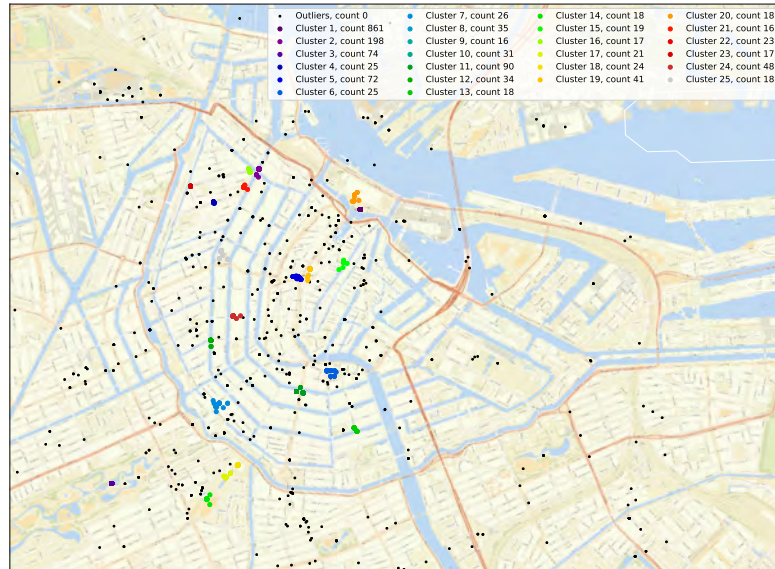 Outliers, count 0
Cluster 1, count 861
Cluster 2, count 198
Cluster 3, count 74
Cluster 4, count 25
Cluster 5, count 72
Cluster 6, count 25
Cluster 7, count 26
Cluster 8, count 35
Cluster 9, count 16
Cluster 10, count 31
Cluster 11, count 90
Cluster 12, count 34
Cluster 13, count 18
Cluster 14, count 18
Cluster 15, count 19
Cluster 16, count 17
Cluster 17, count 21
Cluster 18, count 24
Cluster 19, count 41
Cluster 20, count 18
Cluster 21, count 16
Cluster 22, count 23
Cluster 23, count 17
Cluster 24, count 48
Cluster 25, count 18